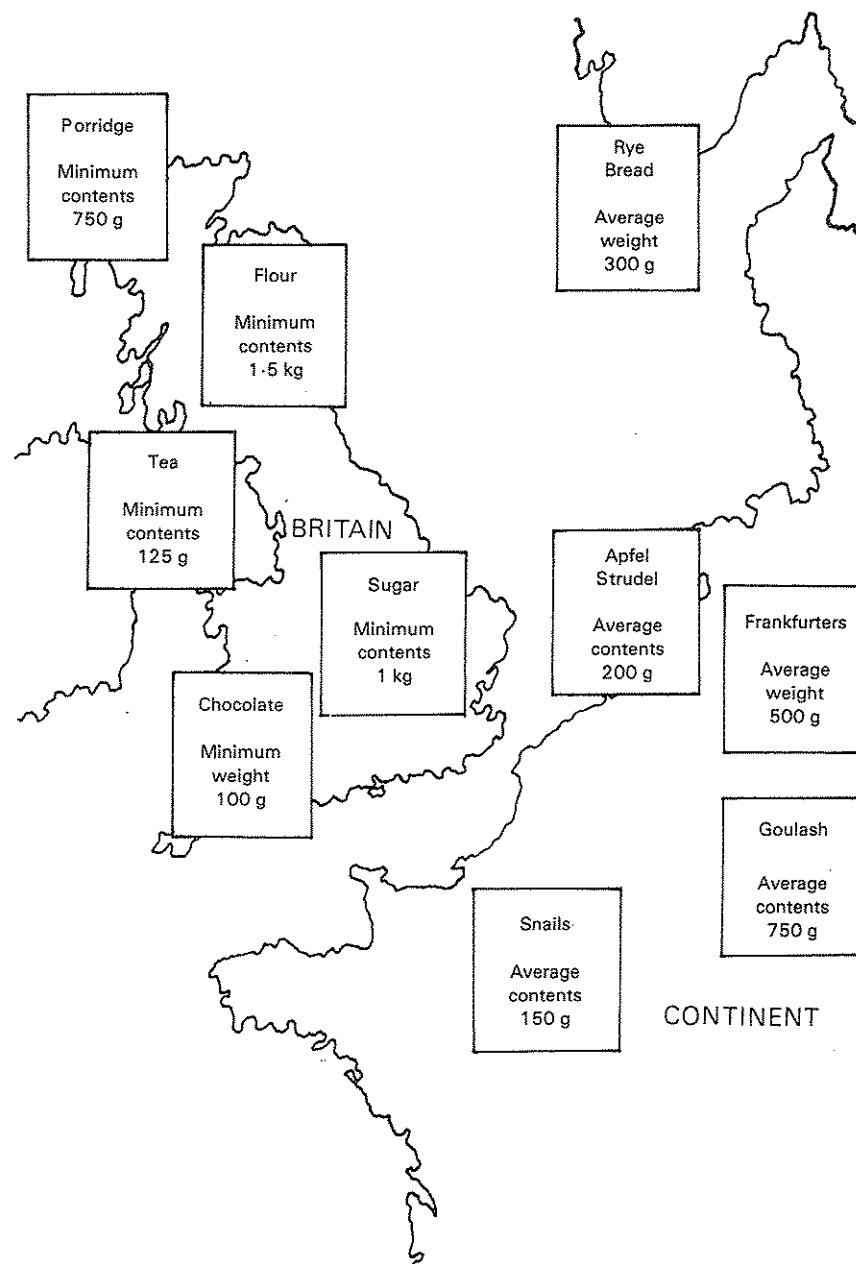 Porridge
Minimum
contents
750 g
Rye
Bread
Average
weight
300 g
Flour
Minimum
contents
1·5 kg
Tea
Minimum
contents
125 g
BRITAIN
Sugar
Minimum
contents
1 kg
Apfel
Strudel
Average
contents
200 g
Frankfurters
Average
weight
500 g
Chocolate
Minimum
weight
100 g
Goulash
Average
contents
750 g
Snails
Average
contents
150 g
CONTINENT